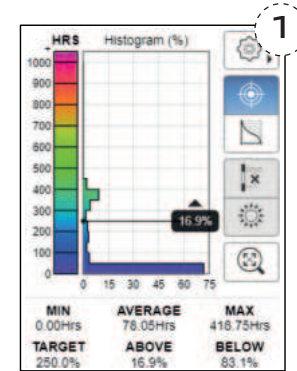 1
HRS Histogram (%)
+
1000
900
800
700
600
500
400
300
200
100
0
16.9%
0 15 30 45 60 75
MIN AVERAGE MAX
0.00Hrs 78.05Hrs 418.75Hrs
TARGET ABOVE BELOW
250.0% 16.9% 83.1%